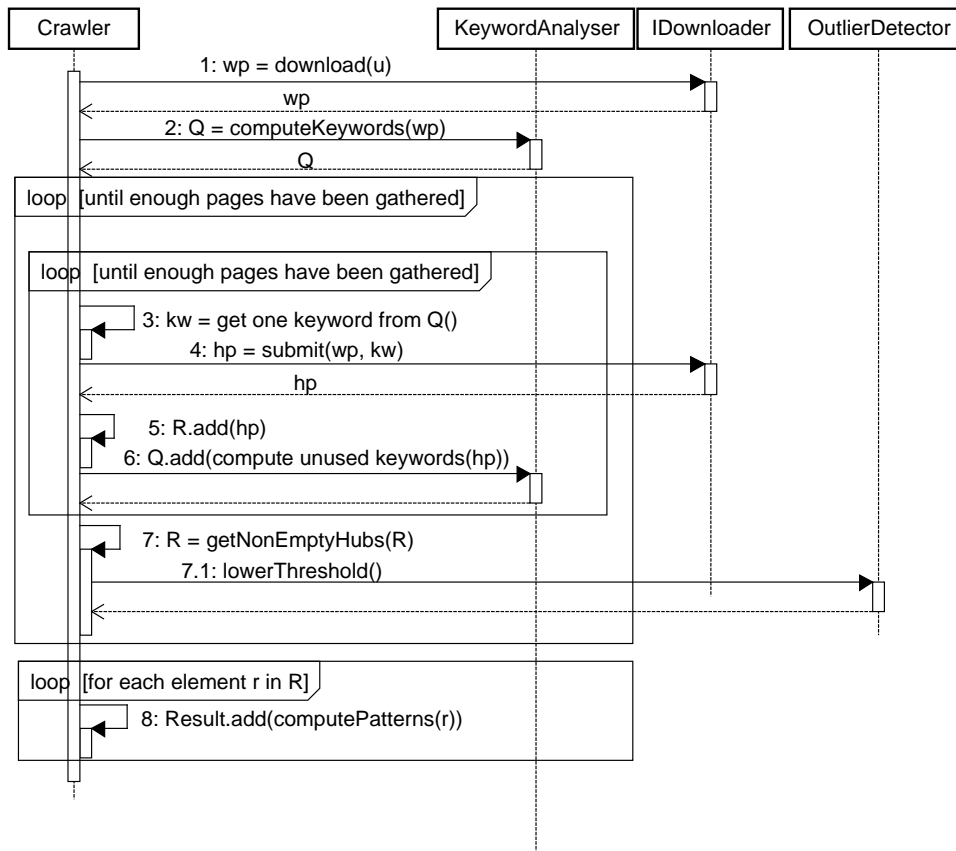 Crawler KeywordAnalyser IDownloader OutlierDetector
1: wp = download(u)
wp
2: Q = computeKeywords(wp)
Q
loop [until enough pages have been gathered]
loop [until enough pages have been gathered]
3: kw = get one keyword from Q()
4: hp = submit(wp, kw)
hp
5: R.add(hp)
6: Q.add(compute unused keywords(hp))
7: R = getNonEmptyHubs(R)
7.1: lowerThreshold()
loop [for each element r in R]
8: Result.add(computePatterns(r))